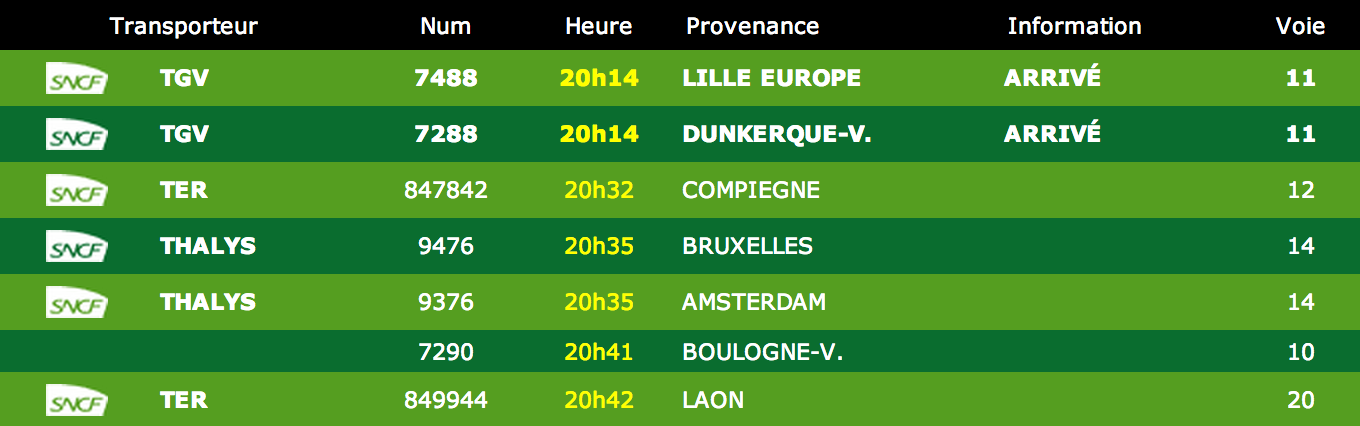 Transporteur Num Heure Provenance Information Voie
SNCF TGV 7488 20h14 LILLE EUROPE ARRIVÉ 11
SNCF TGV 7288 20h14 DUNKERQUE-V. ARRIVÉ 11
SNCF TER 847842 20h32 COMPIEGNE 12
SNCF THALYS 9476 20h35 BRUXELLES 14
SNCF THALYS 9376 20h35 AMSTERDAM 14
7290 20h41 BOULOGNE-V. 10
SNCF TER 849944 20h42 LAON 20